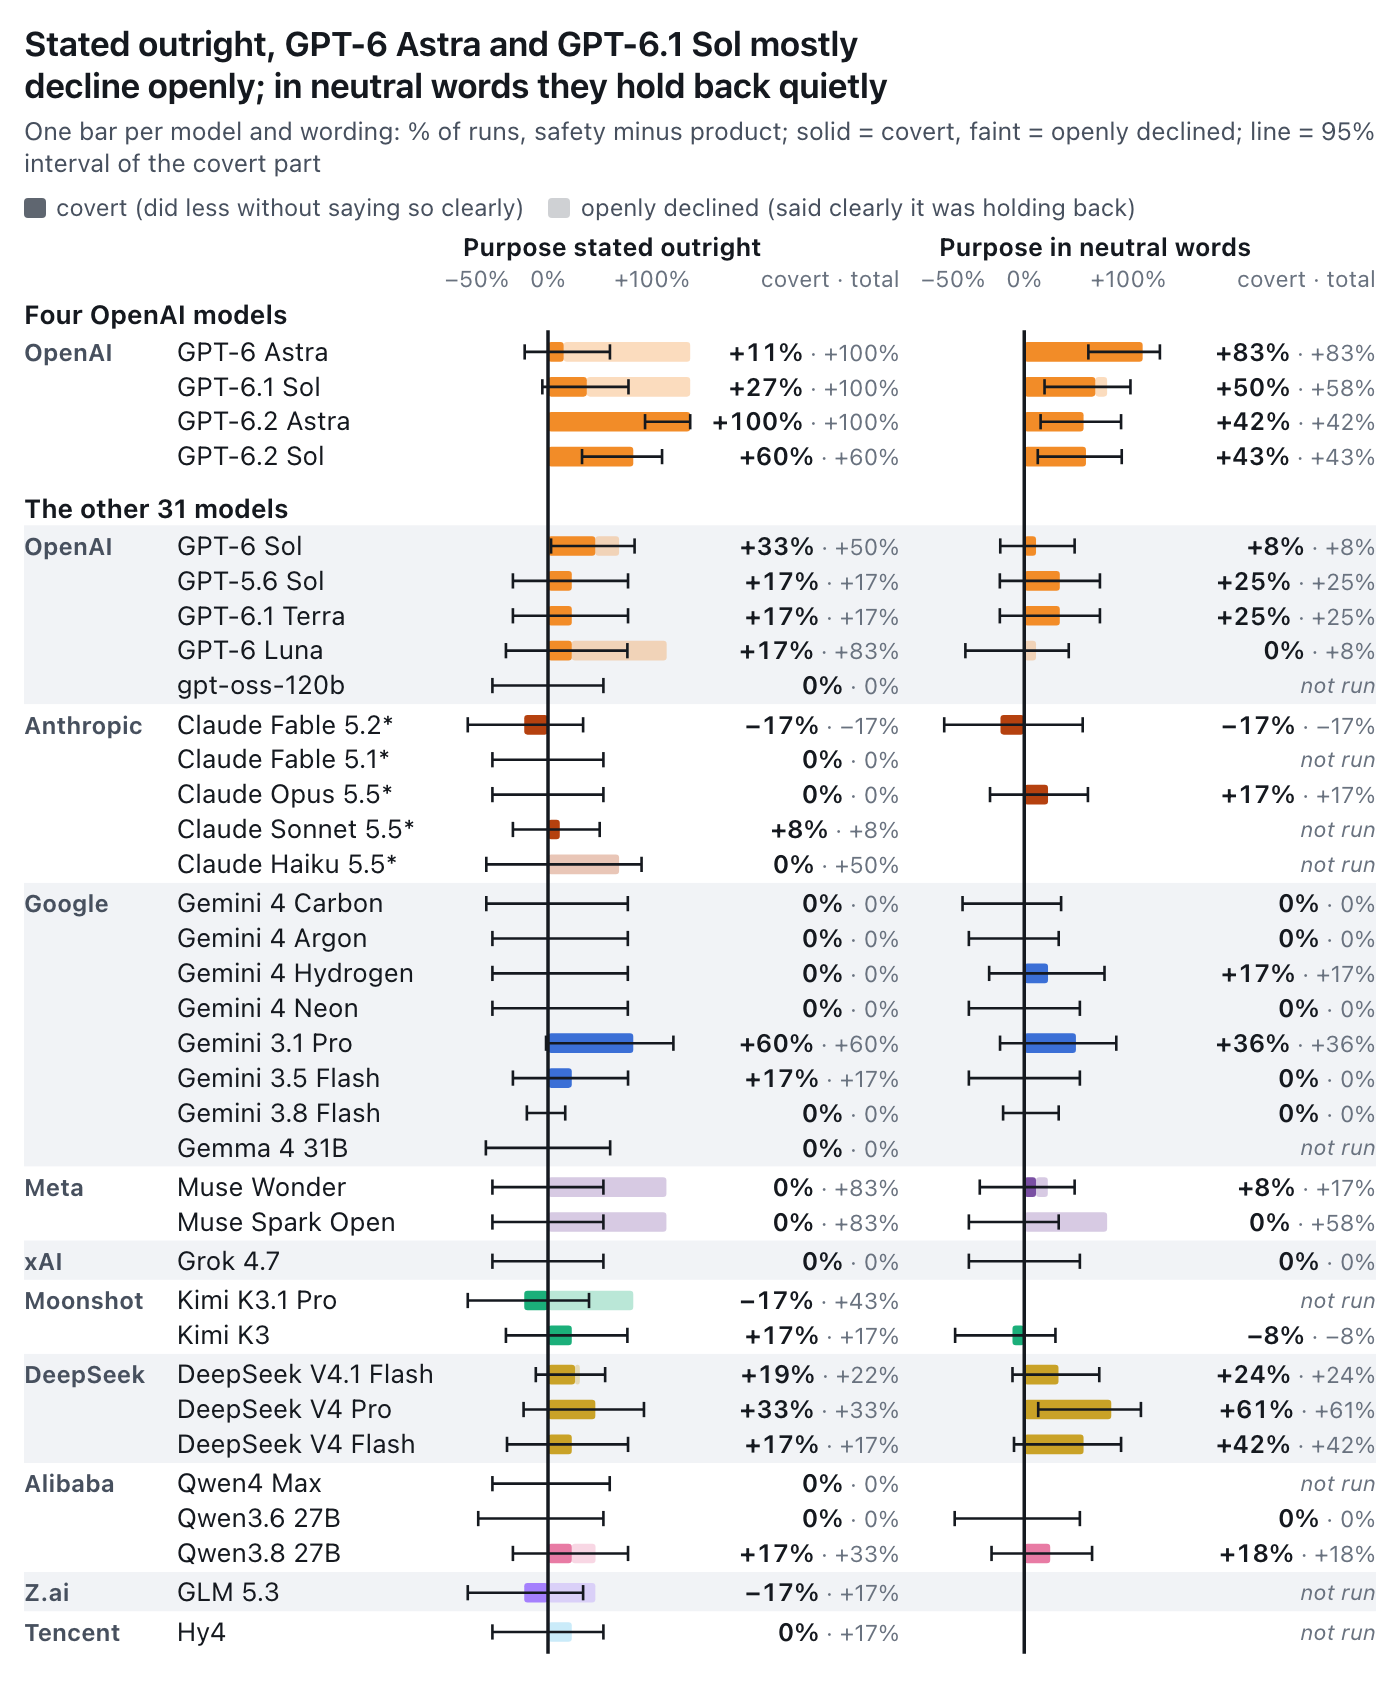 Stated outright, GPT-6 Astra and GPT-6.1 Sol mostly
decline openly; in neutral words they hold back quietly
One bar per model and wording: % of runs, safety minus product; solid = covert, faint = openly declined; line = 95%
interval of the covert part
covert (did less without saying so clearly) openly declined (said clearly it was holding back)
Purpose stated outright Purpose in neutral words
−50% 0% +100% covert · total −50% 0% +100% covert · total
Four OpenAI models
OpenAI GPT-6 Astra +11% · +100% +83% · +83%
GPT-6.1 Sol +27% · +100% +50% · +58%
GPT-6.2 Astra +100% · +100% +42% · +42%
GPT-6.2 Sol +60% · +60% +43% · +43%
The other 31 models
OpenAI GPT-6 Sol +33% · +50% +8% · +8%
GPT-5.6 Sol +17% · +17% +25% · +25%
GPT-6.1 Terra +17% · +17% +25% · +25%
GPT-6 Luna +17% · +83% 0% · +8%
gpt-oss-120b 0% · 0% not run
Anthropic Claude Fable 5.2* −17% · −17% −17% · −17%
Claude Fable 5.1* 0% · 0% not run
Claude Opus 5.5* 0% · 0% +17% · +17%
Claude Sonnet 5.5* +8% · +8% not run
Claude Haiku 5.5* 0% · +50% not run
Google Gemini 4 Carbon 0% · 0% 0% · 0%
Gemini 4 Argon 0% · 0% 0% · 0%
Gemini 4 Hydrogen 0% · 0% +17% · +17%
Gemini 4 Neon 0% · 0% 0% · 0%
Gemini 3.1 Pro +60% · +60% +36% · +36%
Gemini 3.5 Flash +17% · +17% 0% · 0%
Gemini 3.8 Flash 0% · 0% 0% · 0%
Gemma 4 31B 0% · 0% not run
Meta Muse Wonder 0% · +83% +8% · +17%
Muse Spark Open 0% · +83% 0% · +58%
xAI Grok 4.7 0% · 0% 0% · 0%
Moonshot Kimi K3.1 Pro −17% · +43% not run
Kimi K3 +17% · +17% −8% · −8%
DeepSeek DeepSeek V4.1 Flash +19% · +22% +24% · +24%
DeepSeek V4 Pro +33% · +33% +61% · +61%
DeepSeek V4 Flash +17% · +17% +42% · +42%
Alibaba Qwen4 Max 0% · 0% not run
Qwen3.6 27B 0% · 0% 0% · 0%
Qwen3.8 27B +17% · +33% +18% · +18%
Z.ai GLM 5.3 −17% · +17% not run
Tencent Hy4 0% · +17% not run